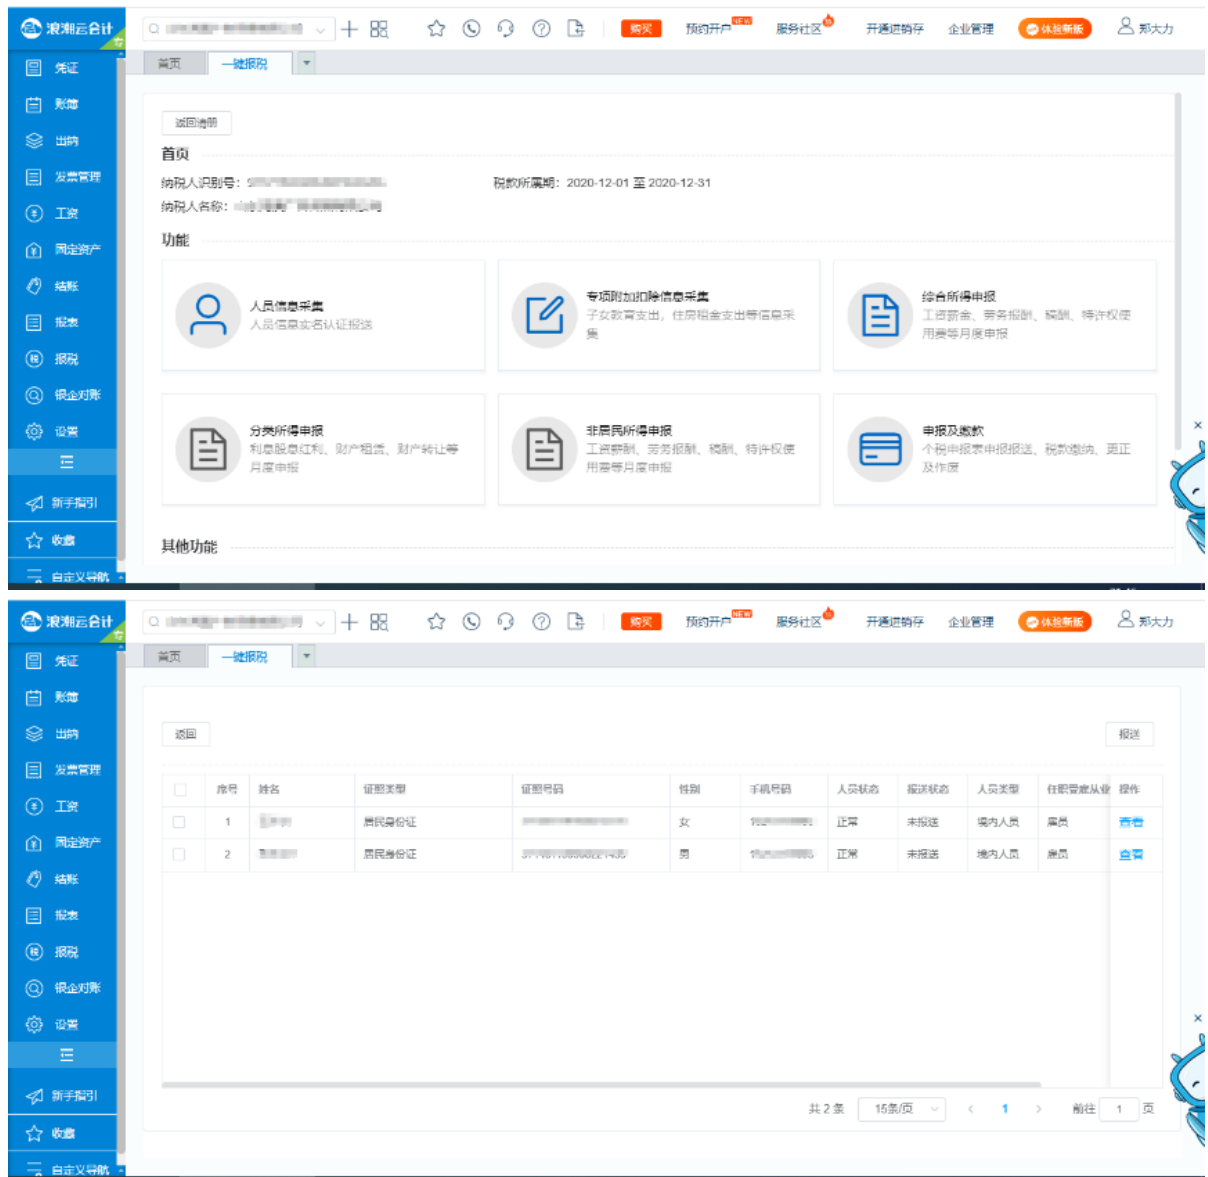 浪潮云会计
购买 预约开户 NEW 服务社区 开通进销存 企业管理 体验新版 郑大力
首页 一键报税
凭证
账簿
出纳
发票管理
工资
固定资产
结账
报表
报税
银企对账
设置
新手指引
收藏
自定义导航
返回清册
首页
纳税人识别号： 税款所属期：2020-12-01 至 2020-12-31
纳税人名称：
功能
人员信息采集
人员信息实名认证报送
专项附加扣除信息采集
子女教育支出，住房租金支出等信息采
集
综合所得申报
工资薪金、劳务报酬、稿酬、特许权使
用费等月度申报
分类所得申报
利息股息红利、财产租赁、财产转让等
月度申报
非居民所得申报
工资薪酬、劳务报酬、稿酬、特许权使
用费等月度申报
申报及缴款
个税申报表申报报送、税款缴纳、更正
及作废
其他功能
浪潮云会计
购买 预约开户 NEW 服务社区 开通进销存 企业管理 体验新版 郑大力
首页 一键报税
凭证
账簿
出纳
发票管理
工资
固定资产
结账
报表
报税
银企对账
设置
新手指引
收藏
自定义导航
返回 报送
序号 姓名 证照类型 证照号码 性别 手机号码 人员状态 报送状态 人员类型 任职受雇从业 操作
1 居民身份证 女 正常 未报送 境内人员 雇员 查看
2 居民身份证 男 正常 未报送 境内人员 雇员 查看
共 2 条 15条/页 1 前往 1 页